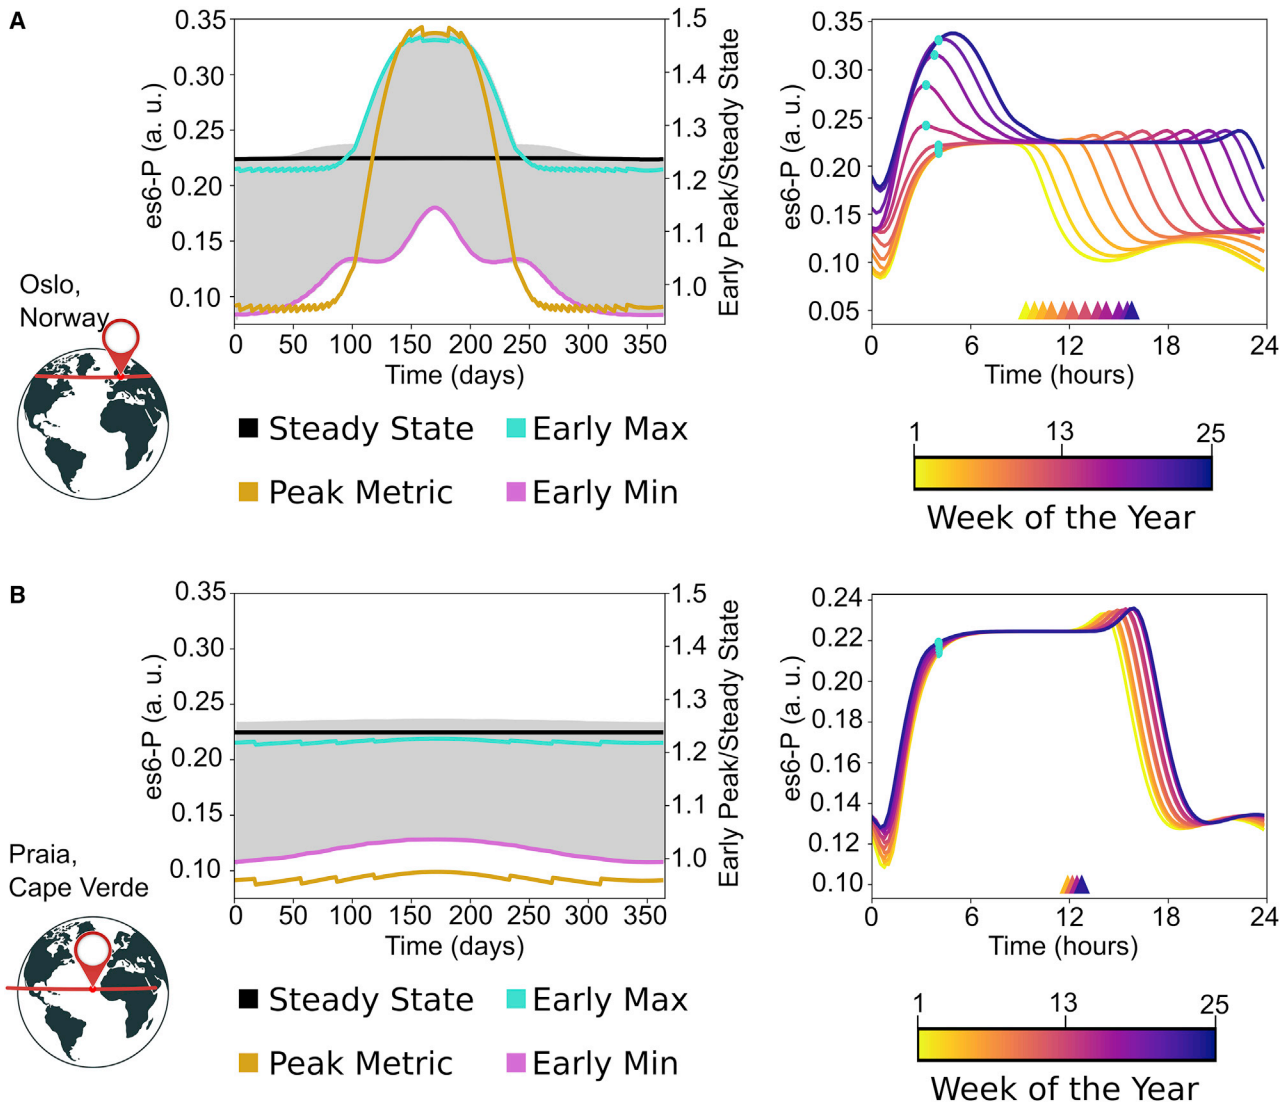 A
0.35
0.30
0.25
0.20
0.15
0.10
es6-P (a. u.)
1.5
1.4
1.3
1.2
1.1
1.0
Early Peak/Steady State
0 50 100 150 200 250 300 350
Time (days)
0.35
0.30
0.25
0.20
0.15
0.10
0.05
es6-P (a. u.)
0 6 12 18 24
Time (hours)
Oslo,
Norway
Steady State
Early Max
Peak Metric
Early Min
1 13 25
Week of the Year
B
0.35
0.30
0.25
0.20
0.15
0.10
es6-P (a. u.)
1.5
1.4
1.3
1.2
1.1
1.0
Early Peak/Steady State
0 50 100 150 200 250 300 350
Time (days)
0.24
0.22
0.20
0.18
0.16
0.14
0.12
0.10
es6-P (a. u.)
0 6 12 18 24
Time (hours)
Praia,
Cape Verde
Steady State
Early Max
Peak Metric
Early Min
1 13 25
Week of the Year